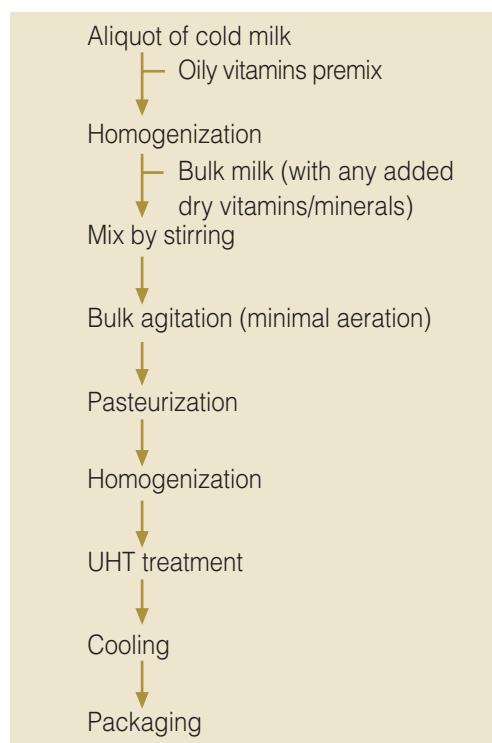 Aliquot of cold milk
Oily vitamins premix
Homogenization
Bulk milk (with any added
dry vitamins/minerals)
Mix by stirring
Bulk agitation (minimal aeration)
Pasteurization
Homogenization
UHT treatment
Cooling
Packaging